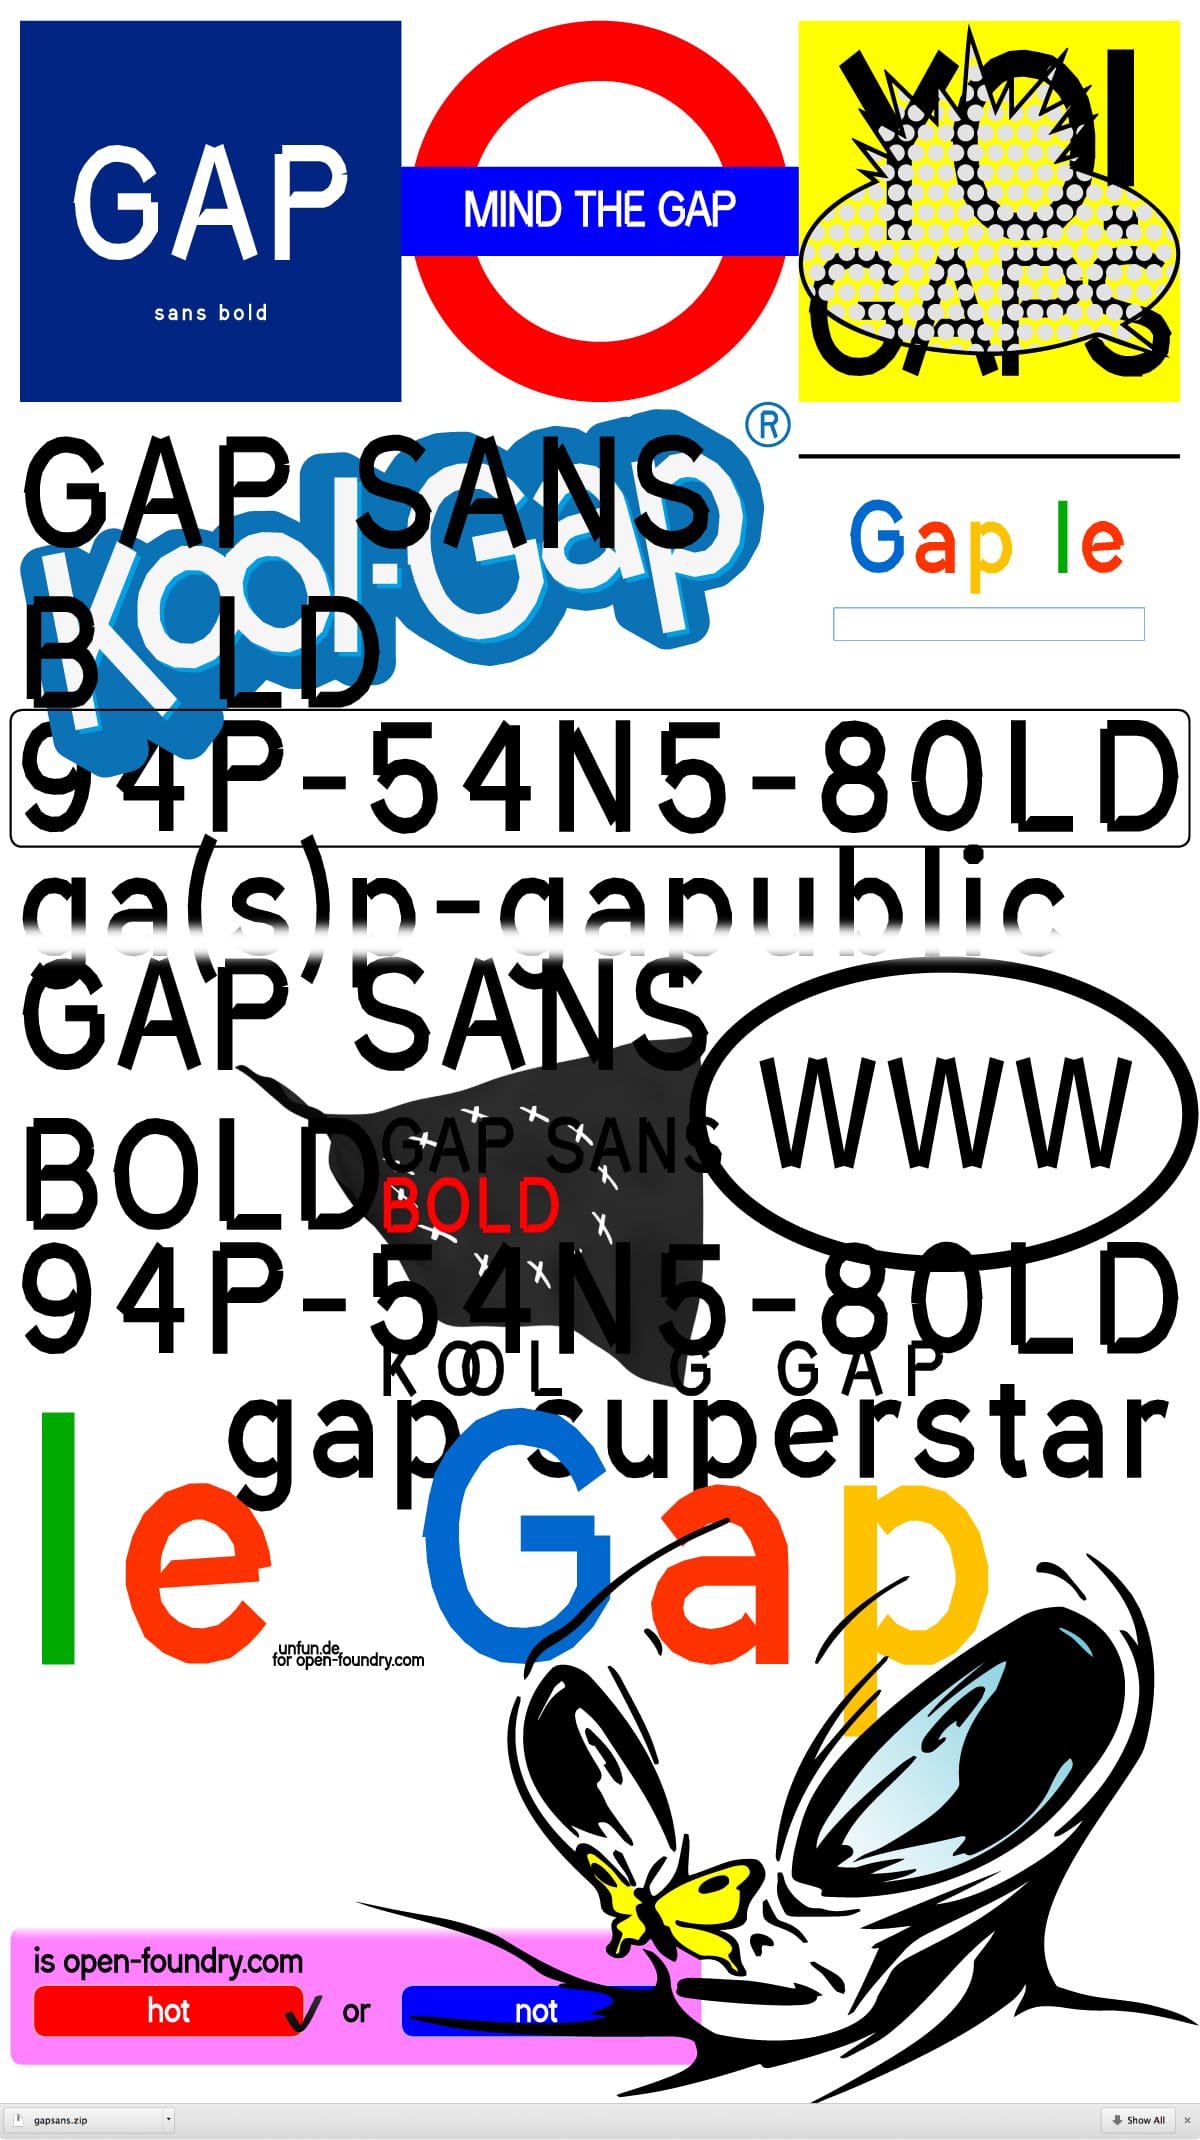 GAP
sans bold
MIND THE GAP
GAPS
®
GAP SANS
Kool·Gap
B LD
Gap le
94P-54N5-80LD
ga(s)p-gapublic
GAP SANS
WWW
BOLD
GAP SANS
BOLD
94P-54N5-80LD
KOOL G GAP
gap superstar
le Gap
unfun.de
for open-foundry.com
is open-foundry.com
hot or not
gapsans.zip
Show All